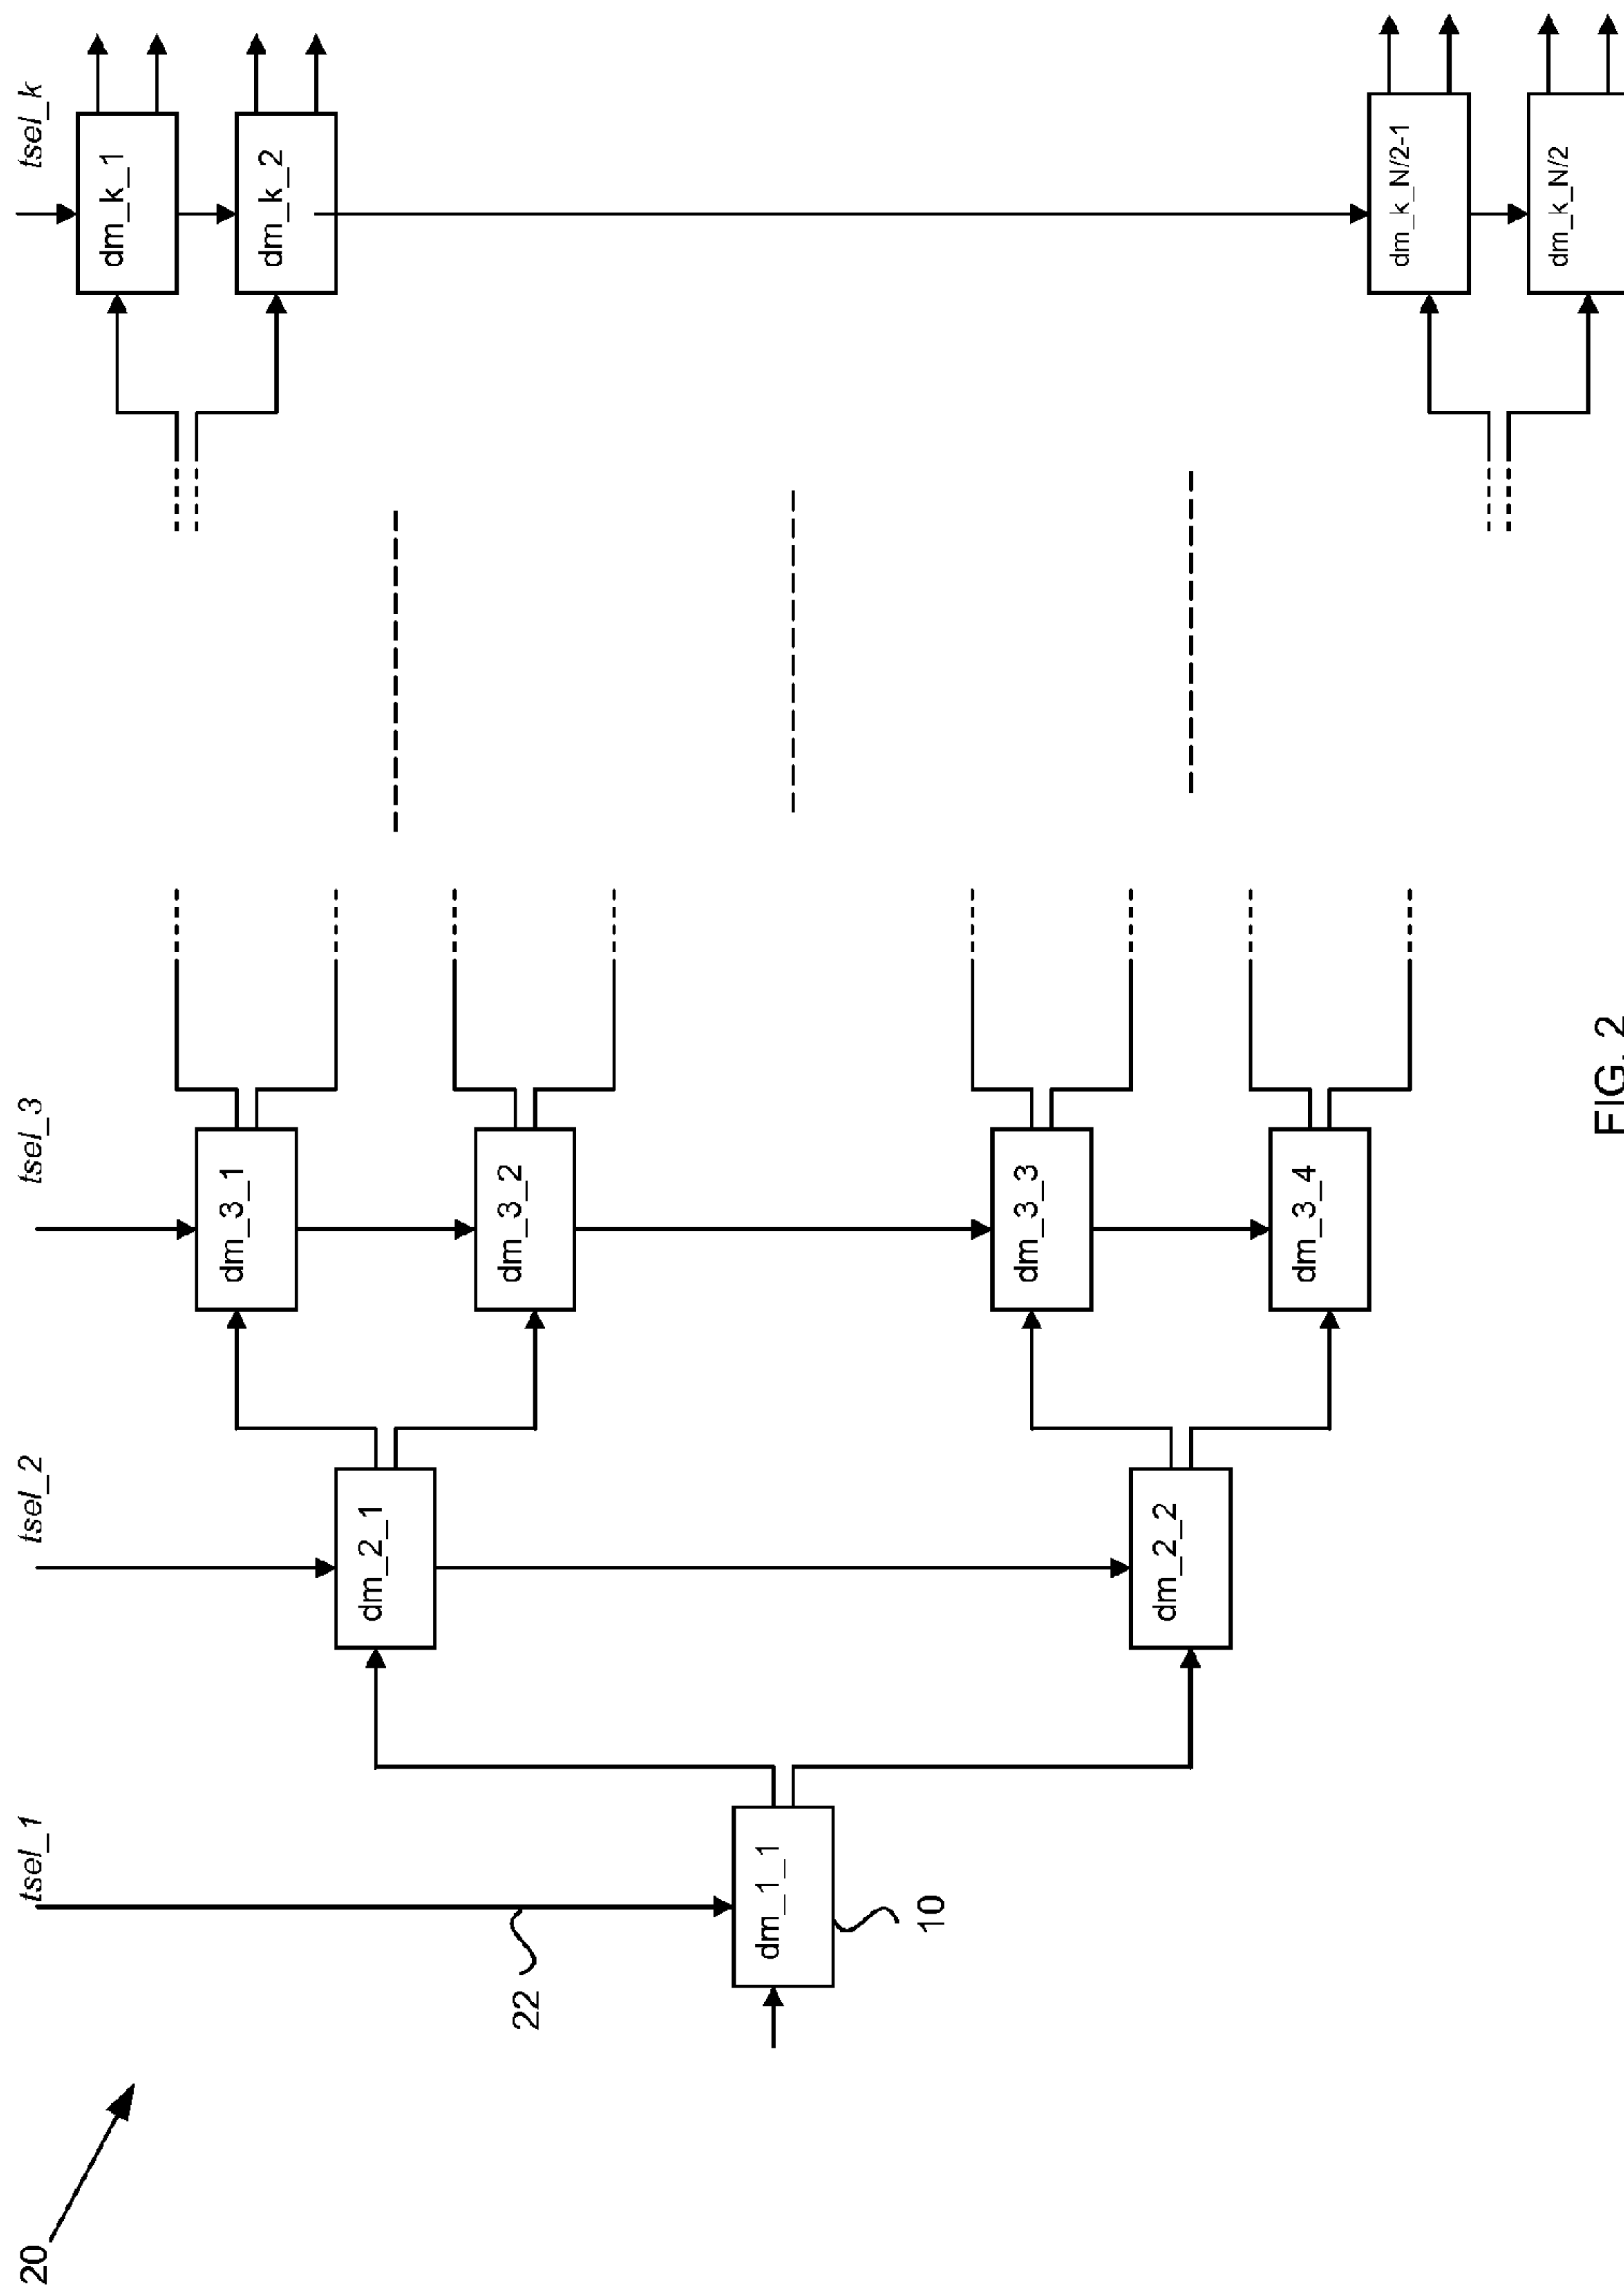 20
tsel_1
tsel_2
tsel_3
tsel_k
22
10
dm_1_1
dm_2_1
dm_2_2
dm_3_1
dm_3_2
dm_3_3
dm_3_4
dm_k_1
dm_k_2
dm_k_N/2-1
dm_k_N/2
FIG. 2